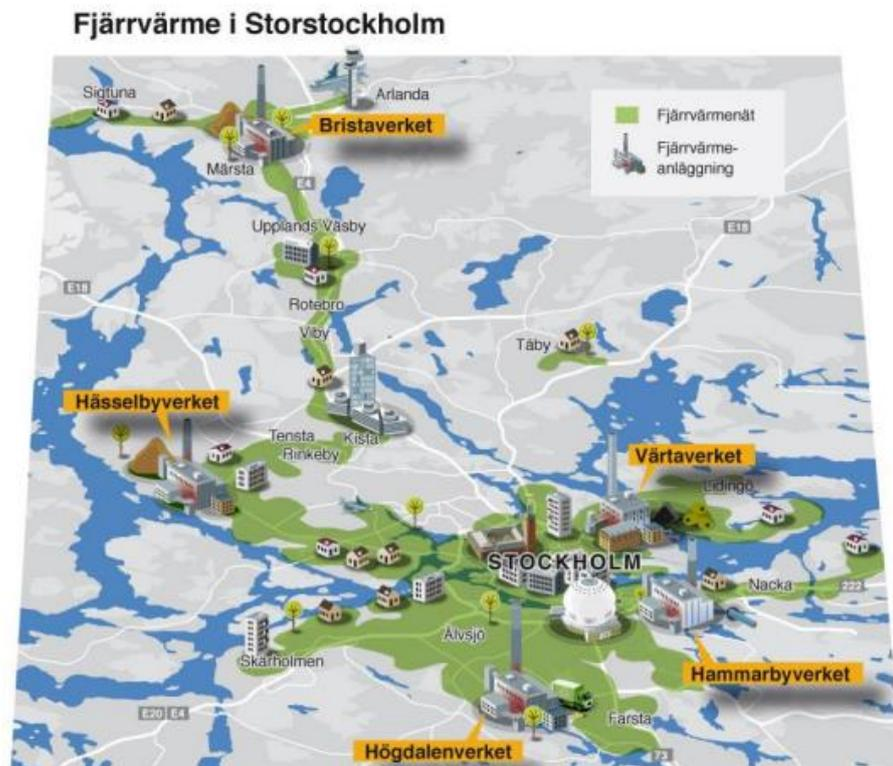 Fjärrvärme i Storstockholm
Sigtuna
Arlanda
Bristaverket
Märsta
E4
Fjärrvärmenät
Fjärrvärme-
anläggning
Upplands Väsby
E18
E18
Rotebro
Viby
Täby
Hässelbyverket
Tensta
Kista
Rinkeby
Värtaverket
Lidingö
STOCKHOLM
Nacka
222
Älvsjö
Skärholmen
Hammarbyverket
E20 E4
Farsta
Högdalenverket
73